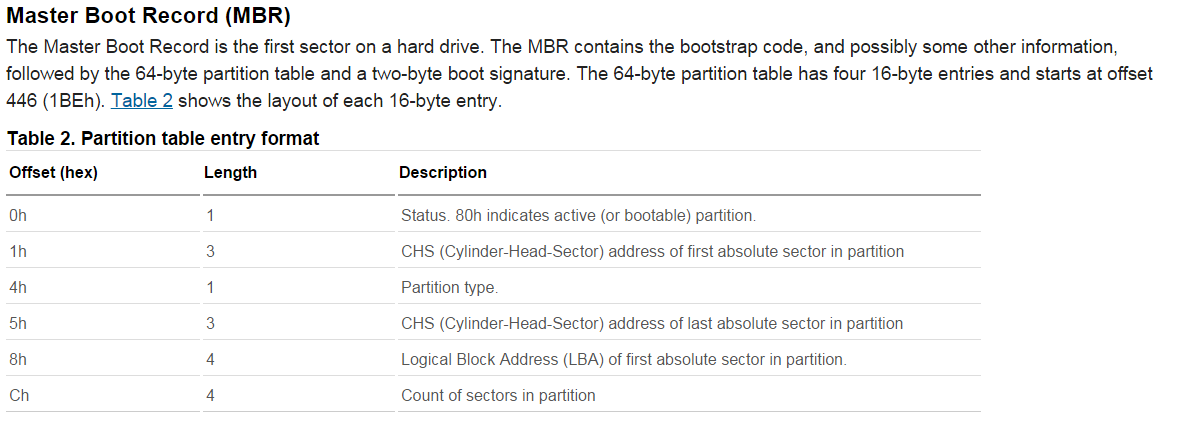 Master Boot Record (MBR)
The Master Boot Record is the first sector on a hard drive. The MBR contains the bootstrap code, and possibly some other information,
followed by the 64-byte partition table and a two-byte boot signature. The 64-byte partition table has four 16-byte entries and starts at offset
446 (1BEh). Table 2 shows the layout of each 16-byte entry.
Table 2. Partition table entry format
Offset (hex) Length Description
0h 1 Status. 80h indicates active (or bootable) partition.
1h 3 CHS (Cylinder-Head-Sector) address of first absolute sector in partition
4h 1 Partition type.
5h 3 CHS (Cylinder-Head-Sector) address of last absolute sector in partition
8h 4 Logical Block Address (LBA) of first absolute sector in partition.
Ch 4 Count of sectors in partition